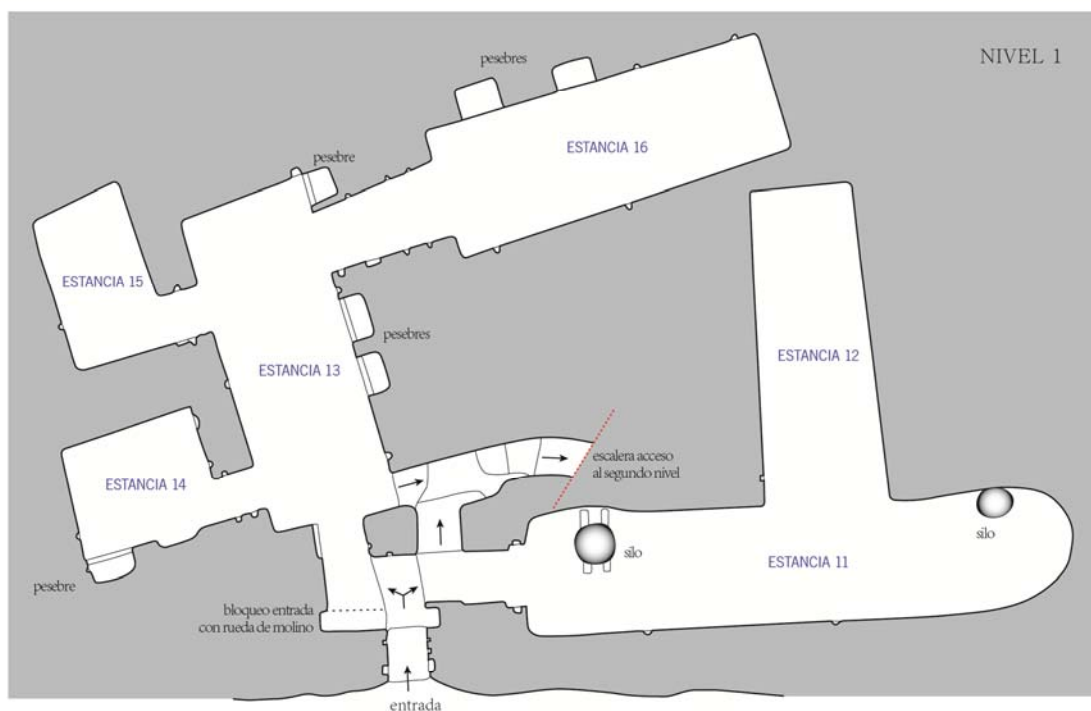 NIVEL 1
pesebres
ESTANCIA 16
pesebre
ESTANCIA 15
pesebres
ESTANCIA 13
ESTANCIA 12
escalera acceso
al segundo nivel
ESTANCIA 14
silo
silo
ESTANCIA 11
pesebre
bloqueo entrada
con rueda de molino
entrada